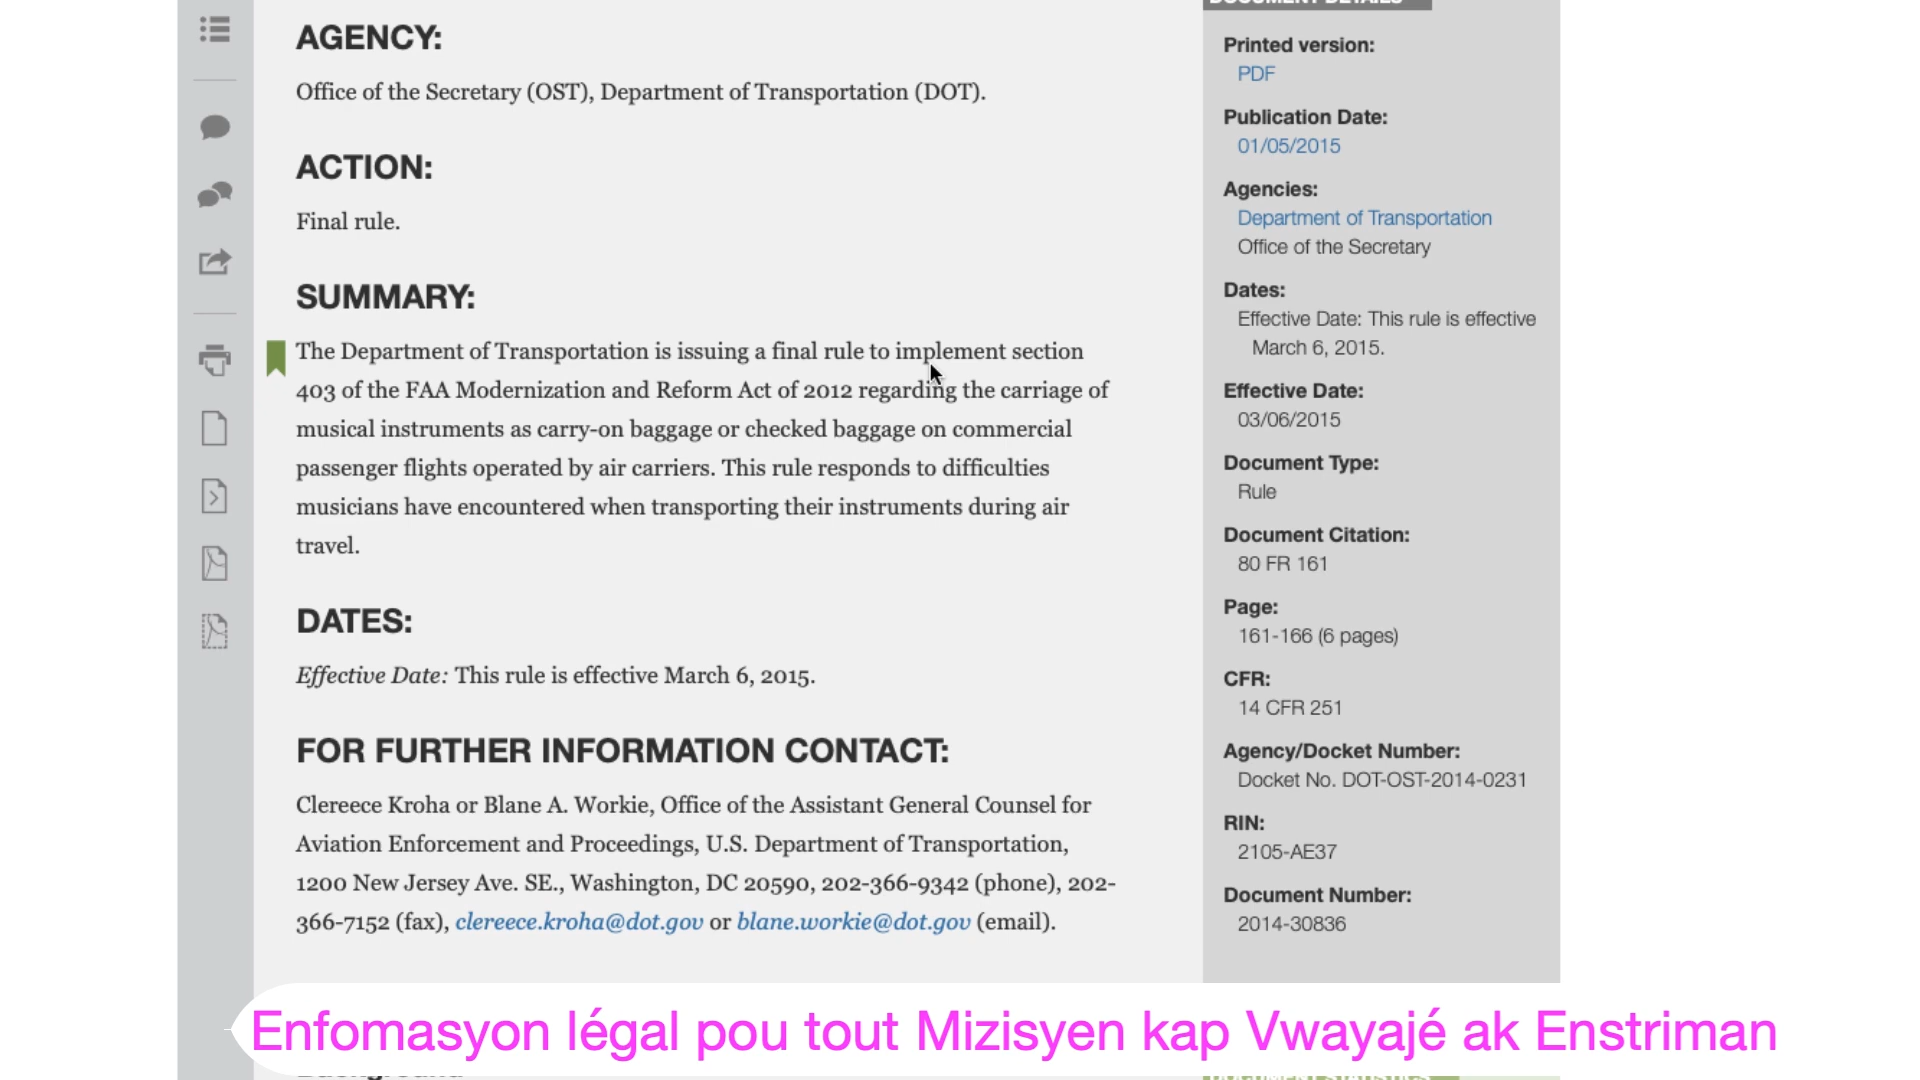 AGENCY:
Office of the Secretary (OST), Department of Transportation (DOT).
ACTION:
Final rule.
SUMMARY:
The Department of Transportation is issuing a final rule to implement section
403 of the FAA Modernization and Reform Act of 2012 regarding the carriage of
musical instruments as carry-on baggage or checked baggage on commercial
passenger flights operated by air carriers. This rule responds to difficulties
musicians have encountered when transporting their instruments during air
travel.
DATES:
Effective Date: This rule is effective March 6, 2015.
FOR FURTHER INFORMATION CONTACT:
Clereece Kroha or Blane A. Workie, Office of the Assistant General Counsel for
Aviation Enforcement and Proceedings, U.S. Department of Transportation,
1200 New Jersey Ave. SE., Washington, DC 20590, 202-366-9342 (phone), 202-
366-7152 (fax), clereece.kroha@dot.gov or blane.workie@dot.gov (email).
DOCUMENT DETAILS
Printed version:
PDF
Publication Date:
01/05/2015
Agencies:
Department of Transportation
Office of the Secretary
Dates:
Effective Date: This rule is effective
March 6, 2015.
Effective Date:
03/06/2015
Document Type:
Rule
Document Citation:
80 FR 161
Page:
161-166 (6 pages)
CFR:
14 CFR 251
Agency/Docket Number:
Docket No. DOT-OST-2014-0231
RIN:
2105-AE37
Document Number:
2014-30836
Enfomasyon légal pou tout Mizisyen kap Vwayajé ak Enstriman
Background
DOCUMENT STATISTICS